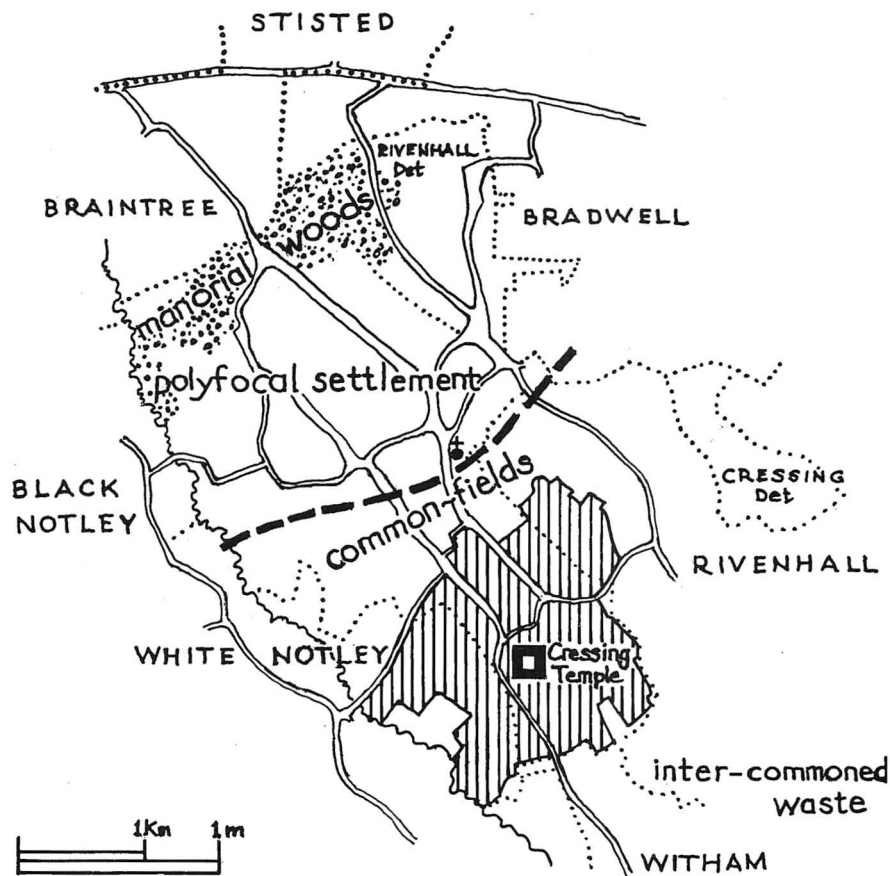 STISTED
RIVENHALL
Det
BRAINTREE
BRADWELL
manorial woods
polyfocal settlement
CRESSING
Det
BLACK
NOTLEY
common-fields
RIVENHALL
WHITE NOTLEY
Cressing
Temple
inter-commoned
waste
1Km 1m
WITHAM